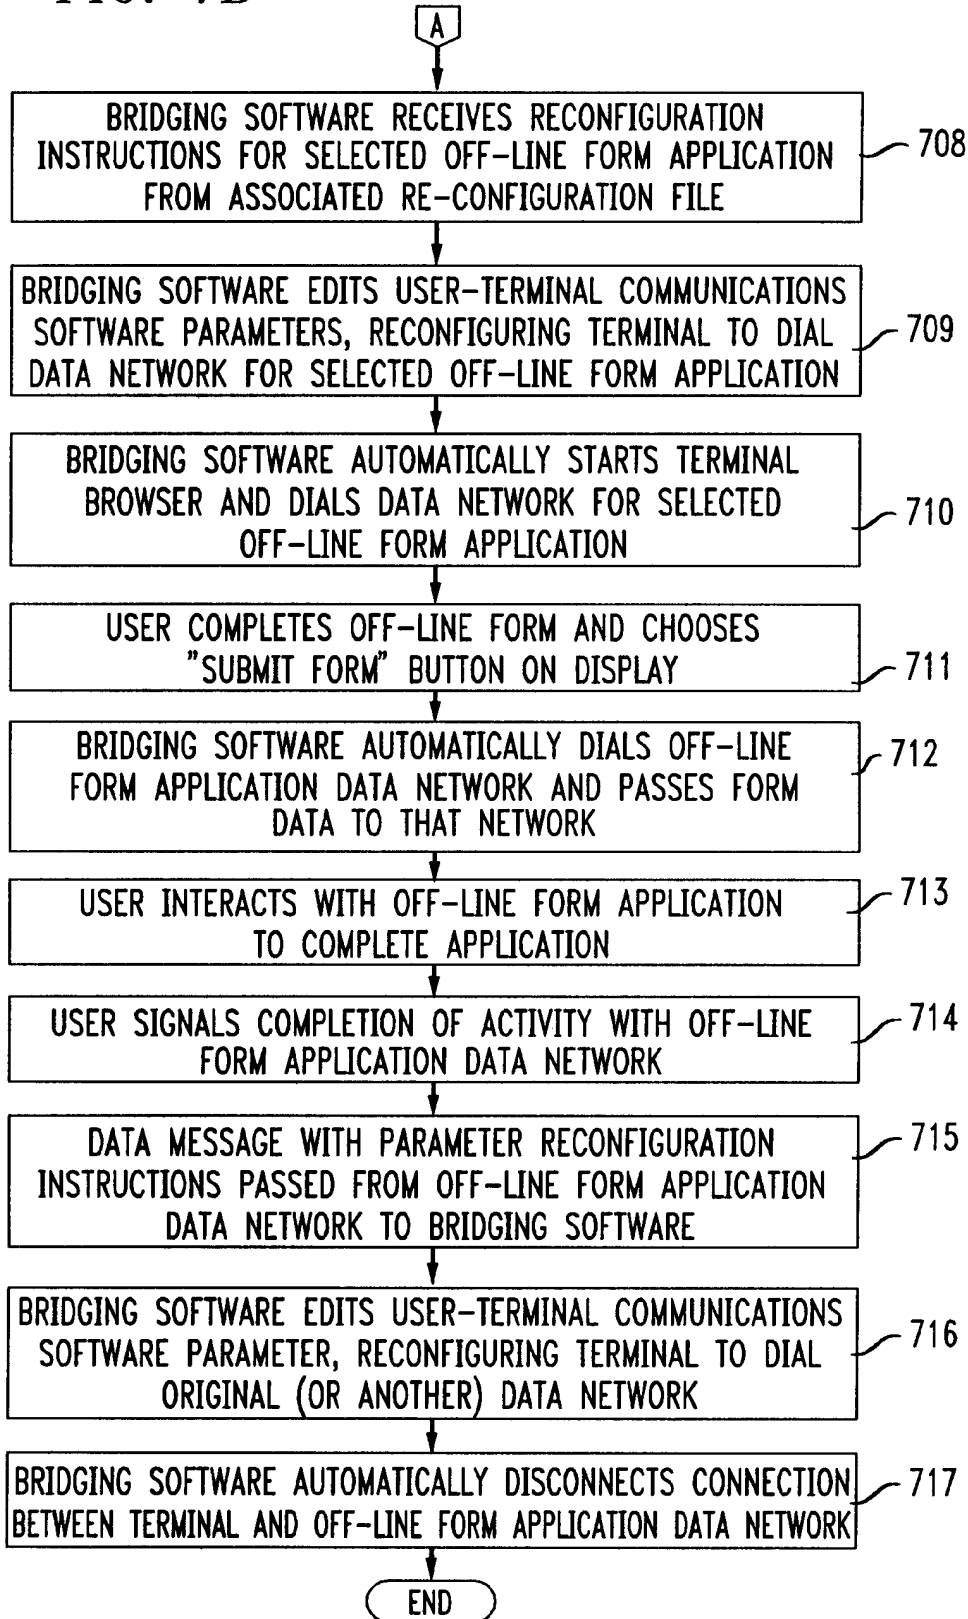 FIG. 7B
A
BRIDGING SOFTWARE RECEIVES RECONFIGURATION
INSTRUCTIONS FOR SELECTED OFF-LINE FORM APPLICATION
FROM ASSOCIATED RE-CONFIGURATION FILE
708
BRIDGING SOFTWARE EDITS USER-TERMINAL COMMUNICATIONS
SOFTWARE PARAMETERS, RECONFIGURING TERMINAL TO DIAL
DATA NETWORK FOR SELECTED OFF-LINE FORM APPLICATION
709
BRIDGING SOFTWARE AUTOMATICALLY STARTS TERMINAL
BROWSER AND DIALS DATA NETWORK FOR SELECTED
OFF-LINE FORM APPLICATION
710
USER COMPLETES OFF-LINE FORM AND CHOOSES
"SUBMIT FORM" BUTTON ON DISPLAY
711
BRIDGING SOFTWARE AUTOMATICALLY DIALS OFF-LINE
FORM APPLICATION DATA NETWORK AND PASSES FORM
DATA TO THAT NETWORK
712
USER INTERACTS WITH OFF-LINE FORM APPLICATION
TO COMPLETE APPLICATION
713
USER SIGNALS COMPLETION OF ACTIVITY WITH OFF-LINE
FORM APPLICATION DATA NETWORK
714
DATA MESSAGE WITH PARAMETER RECONFIGURATION
INSTRUCTIONS PASSED FROM OFF-LINE FORM APPLICATION
DATA NETWORK TO BRIDGING SOFTWARE
715
BRIDGING SOFTWARE EDITS USER-TERMINAL COMMUNICATIONS
SOFTWARE PARAMETER, RECONFIGURING TERMINAL TO DIAL
ORIGINAL (OR ANOTHER) DATA NETWORK
716
BRIDGING SOFTWARE AUTOMATICALLY DISCONNECTS CONNECTION
BETWEEN TERMINAL AND OFF-LINE FORM APPLICATION DATA NETWORK
717
END